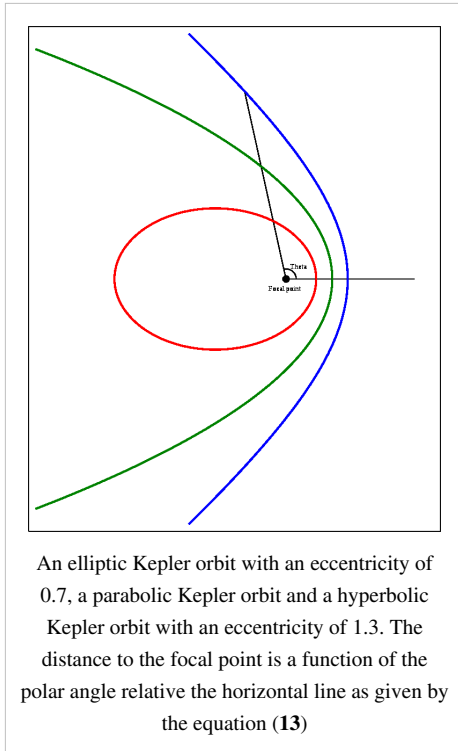 Theta
Focal point
An elliptic Kepler orbit with an eccentricity of
0.7, a parabolic Kepler orbit and a hyperbolic
Kepler orbit with an eccentricity of 1.3. The
distance to the focal point is a function of the
polar angle relative the horizontal line as given by
the equation (13)